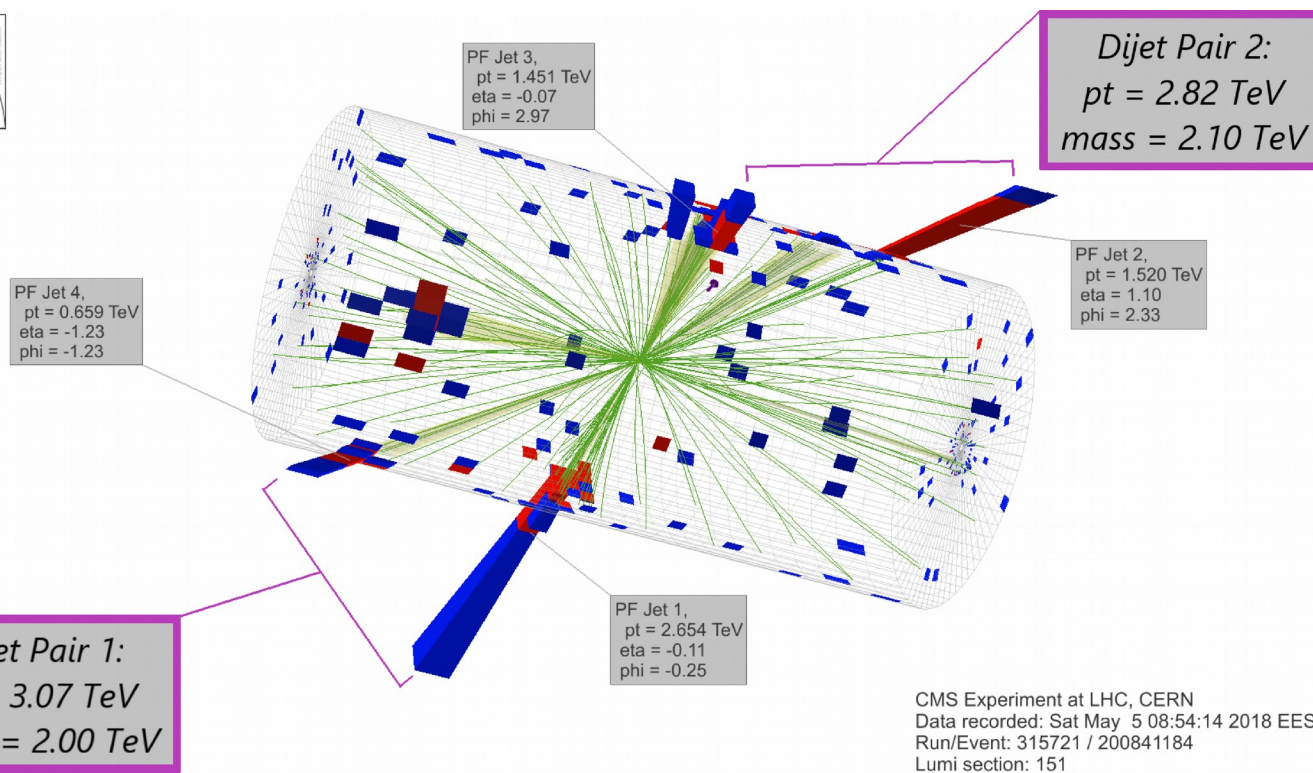 PF Jet 3,
pt = 1.451 TeV
eta = -0.07
phi = 2.97
Dijet Pair 2:
pt = 2.82 TeV
mass = 2.10 TeV
PF Jet 2,
pt = 1.520 TeV
eta = 1.10
phi = 2.33
PF Jet 4,
pt = 0.659 TeV
eta = -1.23
phi = -1.23
PF Jet 1,
pt = 2.654 TeV
eta = -0.11
phi = -0.25
et Pair 1:
3.07 TeV
= 2.00 TeV
CMS Experiment at LHC, CERN
Data recorded: Sat May 5 08:54:14 2018 EES
Run/Event: 315721 / 200841184
Lumi section: 151